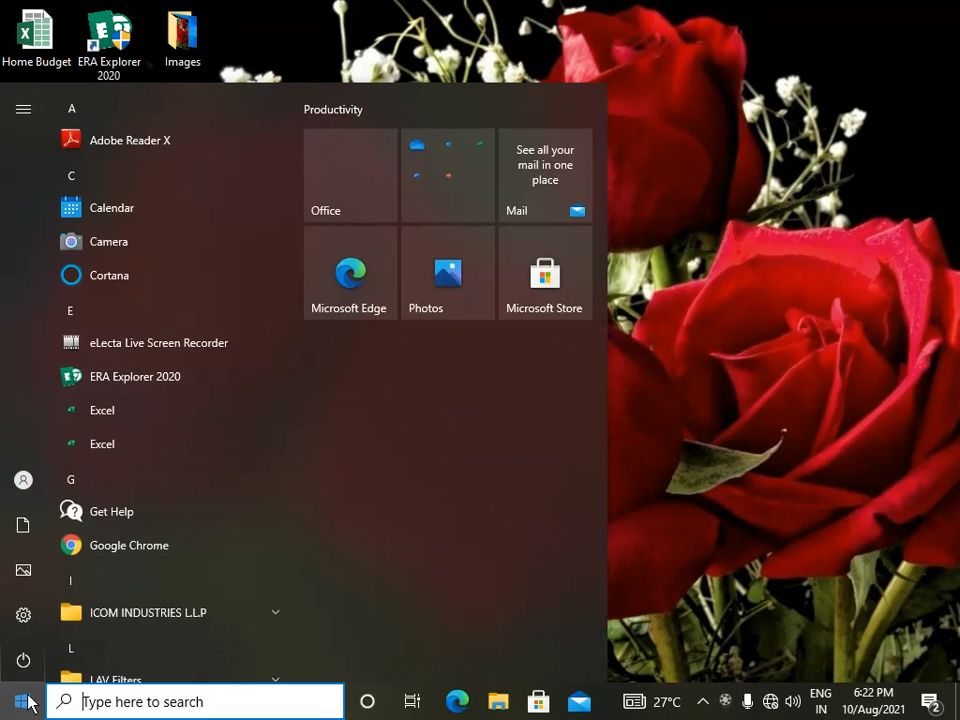 Home Budget
ERA Explorer
2020
Images
A
Adobe Reader X
C
Calendar
Camera
Cortana
E
eLecta Live Screen Recorder
ERA Explorer 2020
Excel
Excel
G
Get Help
Google Chrome
I
ICOM INDUSTRIES L.L.P
L
LAV Filters
Productivity
Office
See all your
mail in one
place
Mail
Microsoft Edge
Photos
Microsoft Store
Type here to search
27°C
ENG
IN
6:22 PM
10/Aug/2021
2